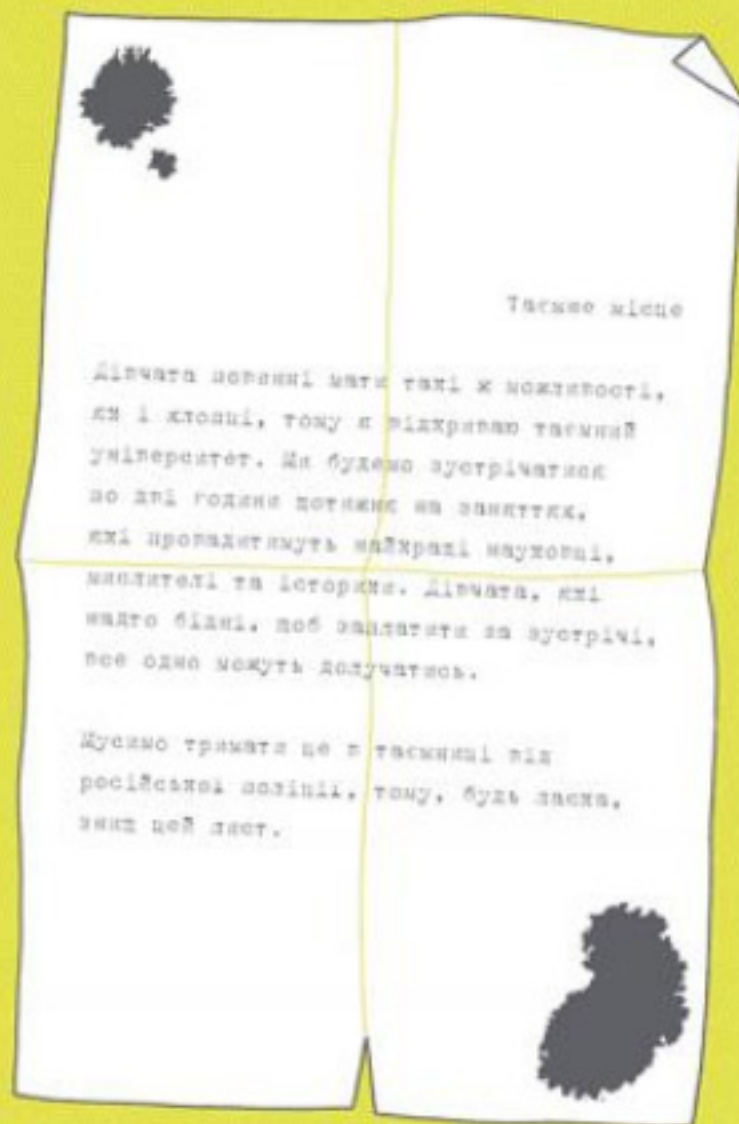 Таємне місце
Дівчата повинні мати такі ж можливості,
як і хлопці, тому я відкриваю таємний
університет. Ми будемо зустрічатися
по дві години щотижня на заняттях,
які провадитимуть найкращі науковці,
мислителі та історики. Дівчата, які
надто бідні, щоб заплатити за зустрічі,
все одно можуть долучатись.
Мусимо тримати це в таємниці від
російської поліції, тому, будь ласка,
знищ цей лист.